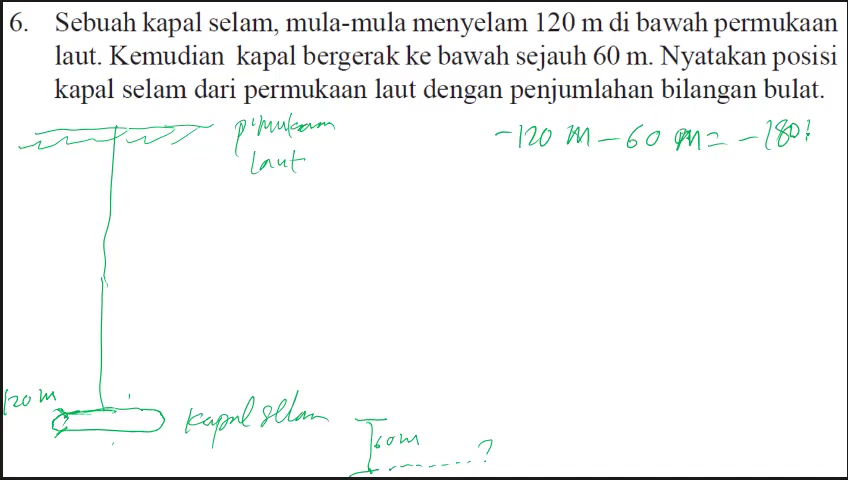 6. Sebuah kapal selam, mula-mula menyelam 120 m di bawah permukaan
laut. Kemudian kapal bergerak ke bawah sejauh 60 m. Nyatakan posisi
kapal selam dari permukaan laut dengan penjumlahan bilangan bulat.
laut
-120 m - 60 m = -180
120 m
kapal selam
60m
?